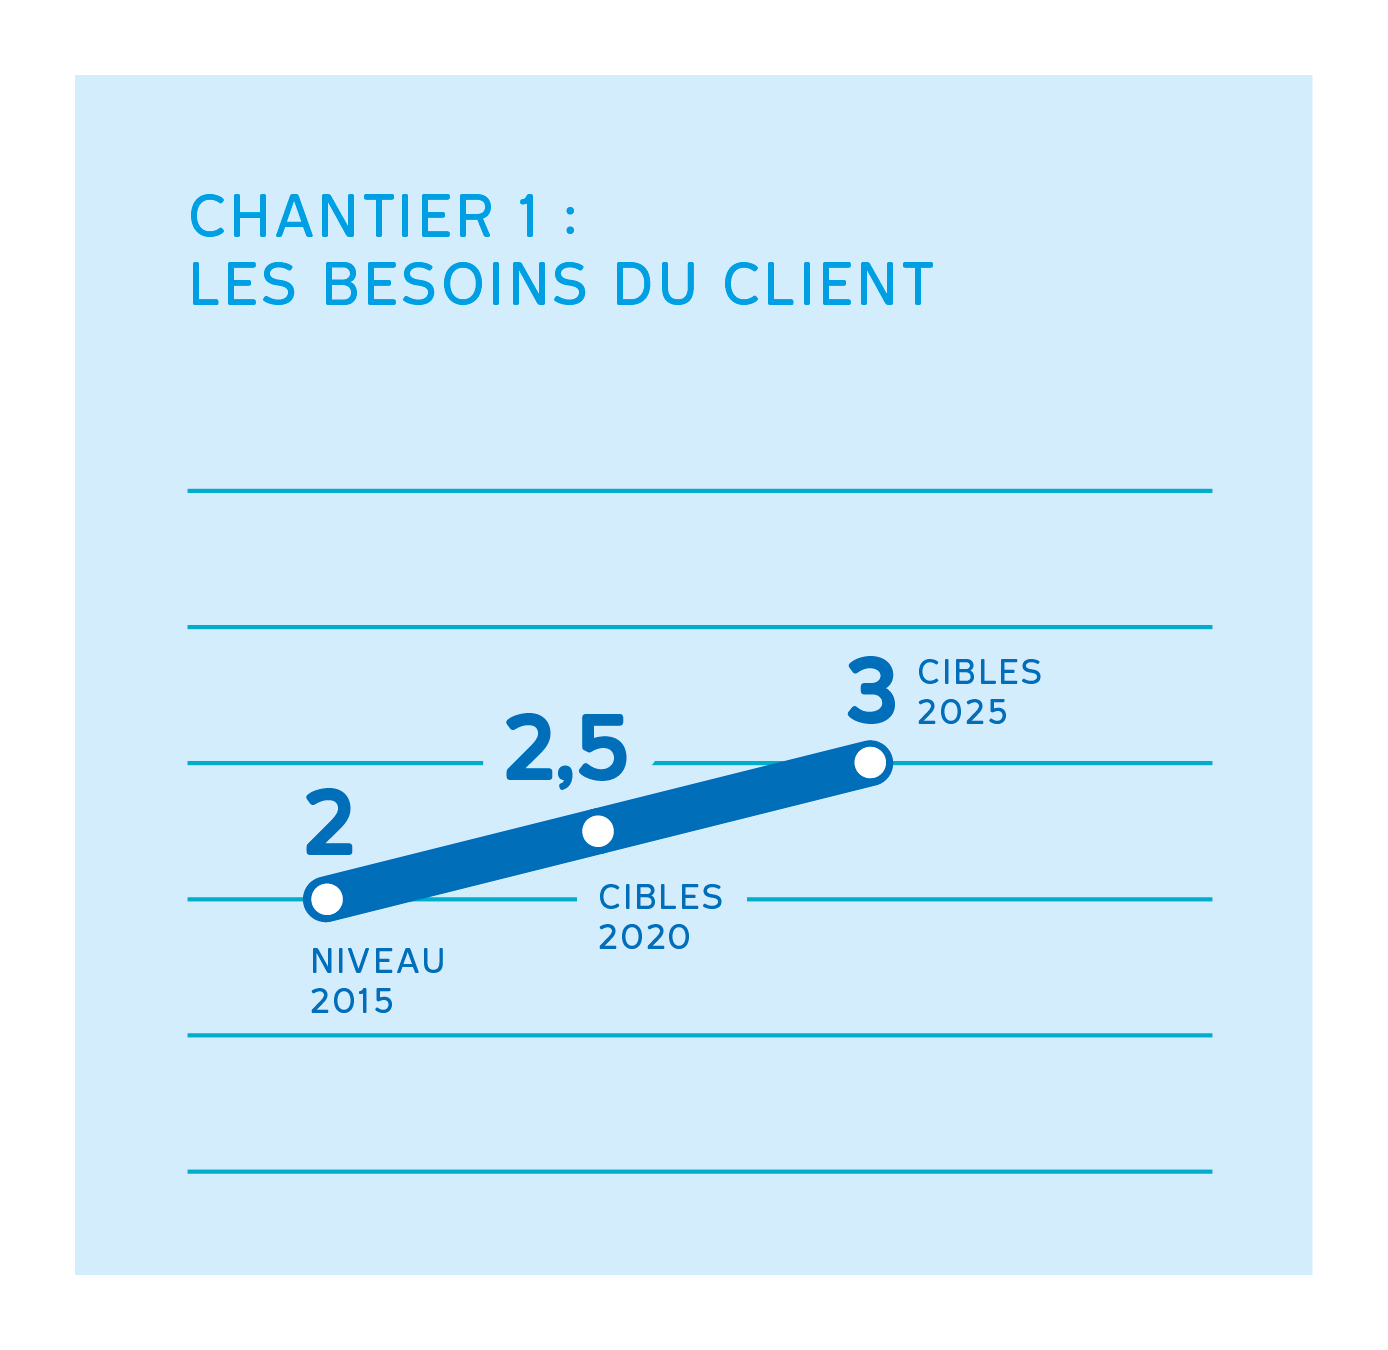 CHANTIER 1 :
LES BESOINS DU CLIENT
3
CIBLES
2025
2,5
2
CIBLES
2020
NIVEAU
2015